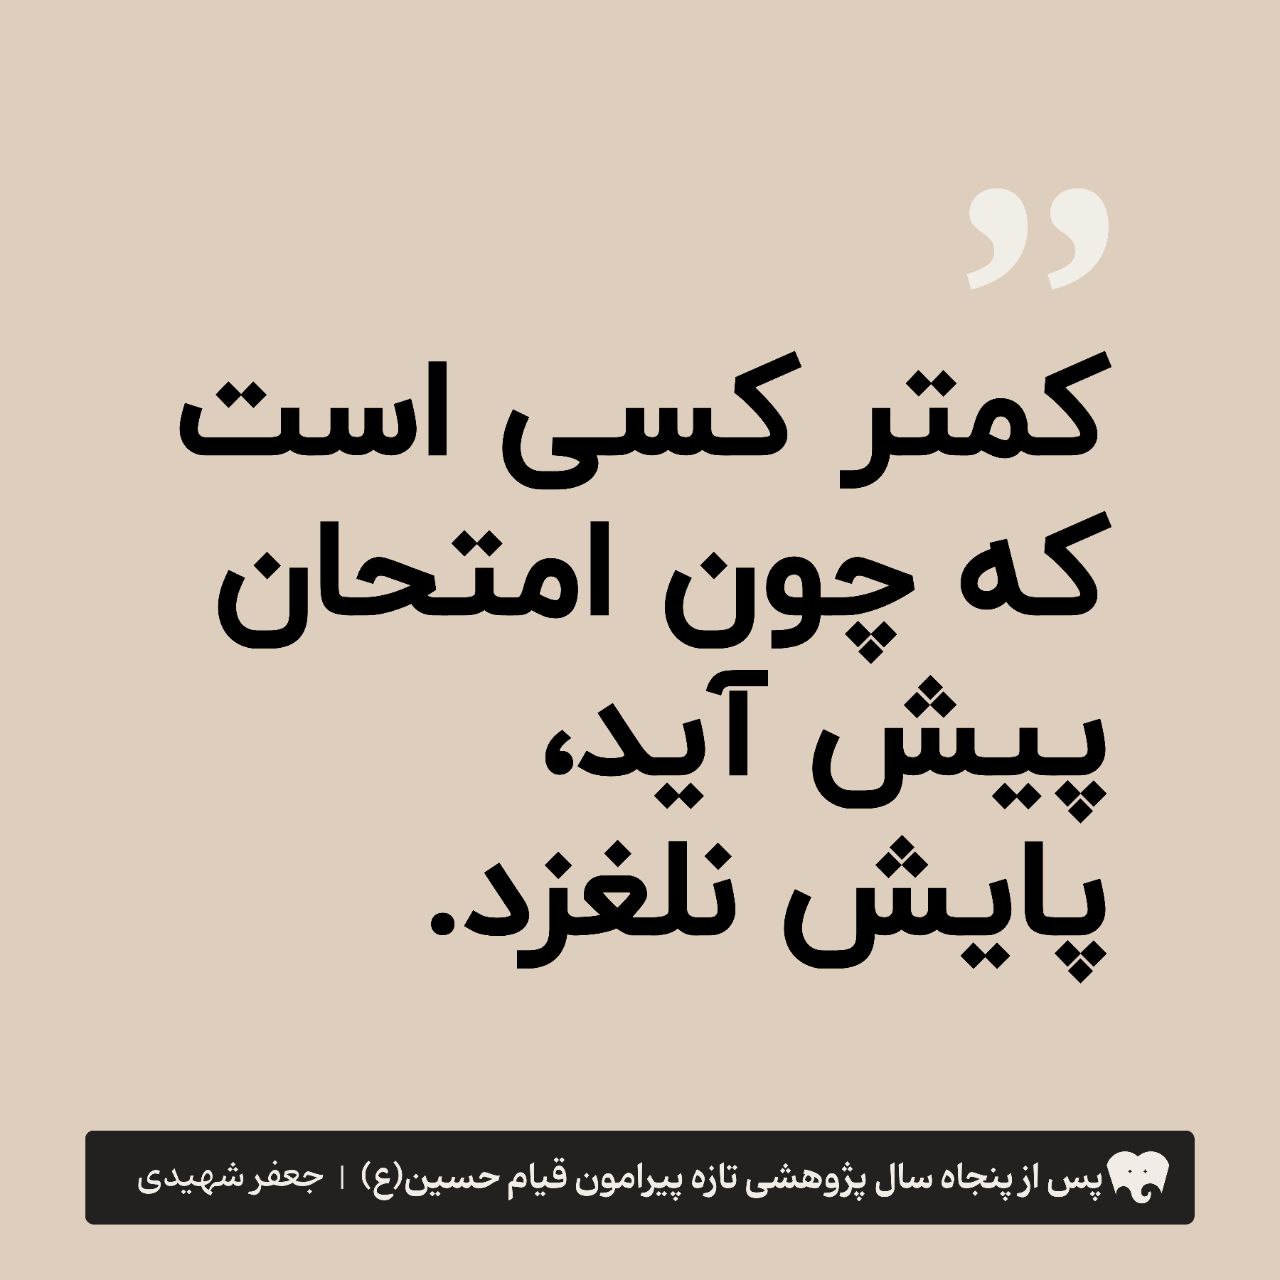 ”
کمتر کسی است
که چون امتحان
پیش آید،
پایش نلغزد.
پس از پنجاه سال پژوهشی تازه پیرامون قیام حسین(ع) | جعفر شهیدی